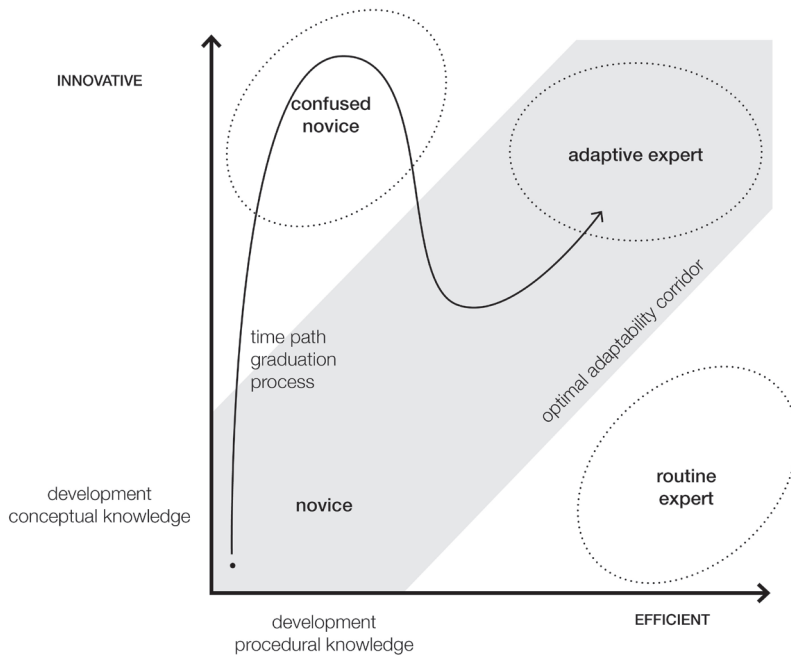 INNOVATIVE
confused
novice
adaptive expert
time path
graduation
process
optimal adaptability corridor
development
conceptual knowledge
novice
routine
expert
development
procedural knowledge
EFFICIENT